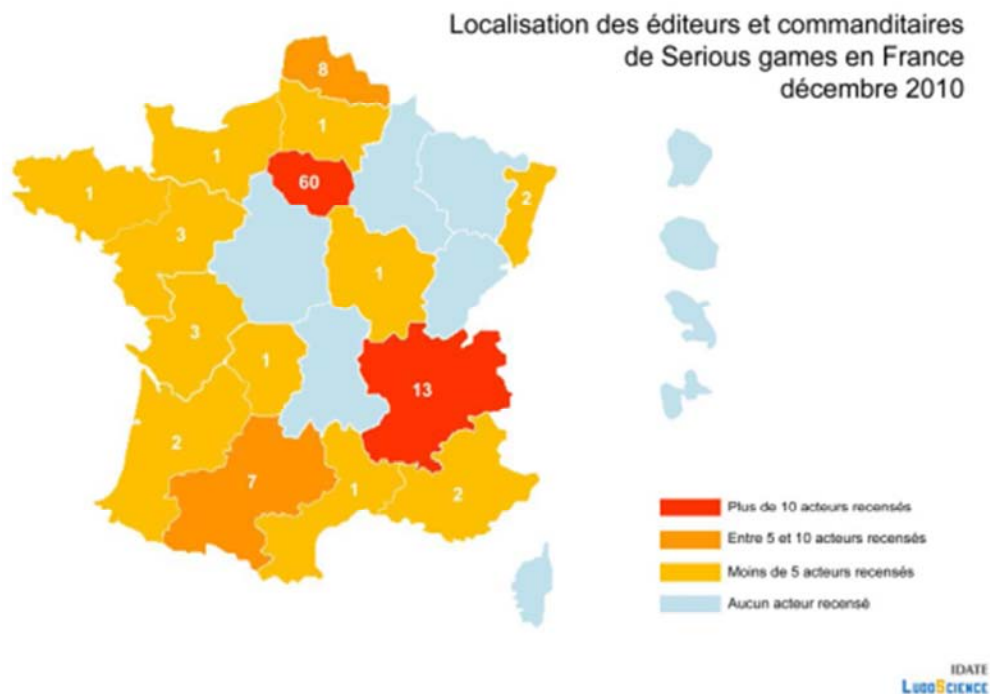 Localisation des éditeurs et commanditaires
de Serious games en France
décembre 2010
8
1
1
60
1
2
3
1
3
1
13
2
7
1
2
Plus de 10 acteurs recensés
Entre 5 et 10 acteurs recensés
Moins de 5 acteurs recensés
Aucun acteur recensé
IDATE
LUDOSCIENCE